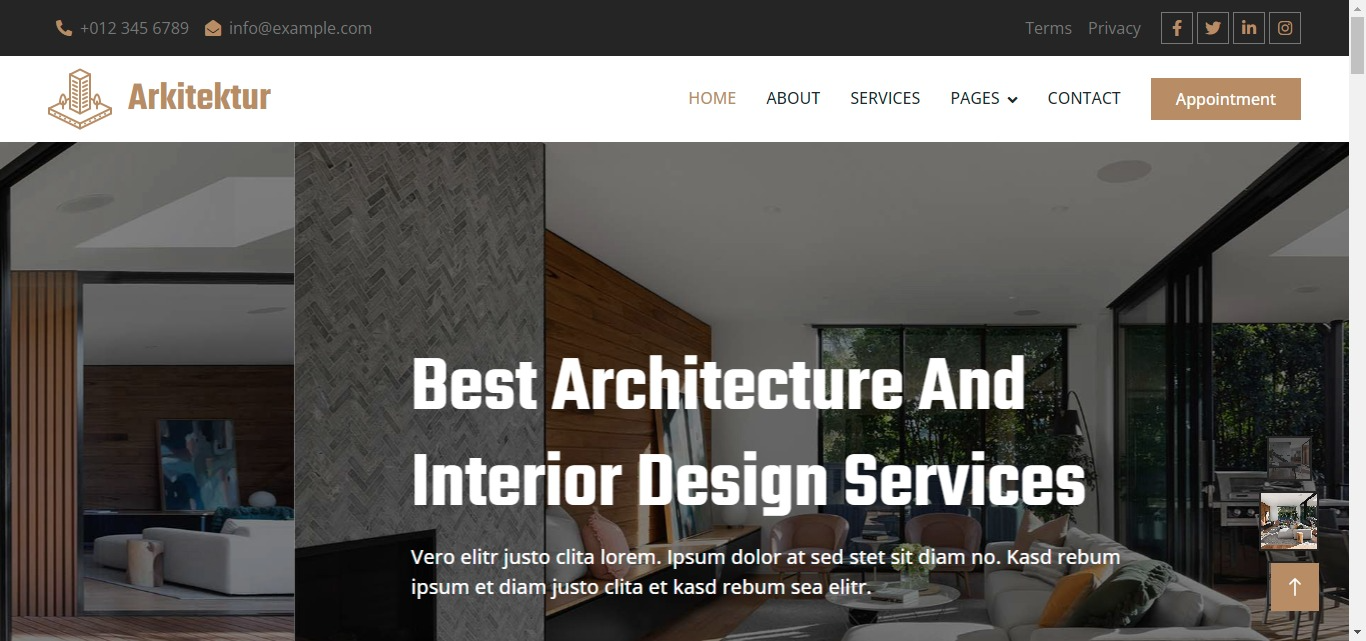 +012 345 6789 info@example.com Terms Privacy
Arkitektur HOME ABOUT SERVICES PAGES CONTACT Appointment
Best Architecture And
Interior Design Services
Vero elitr justo clita lorem. Ipsum dolor at sed stet sit diam no. Kasd rebum
ipsum et diam justo clita et kasd rebum sea elitr.